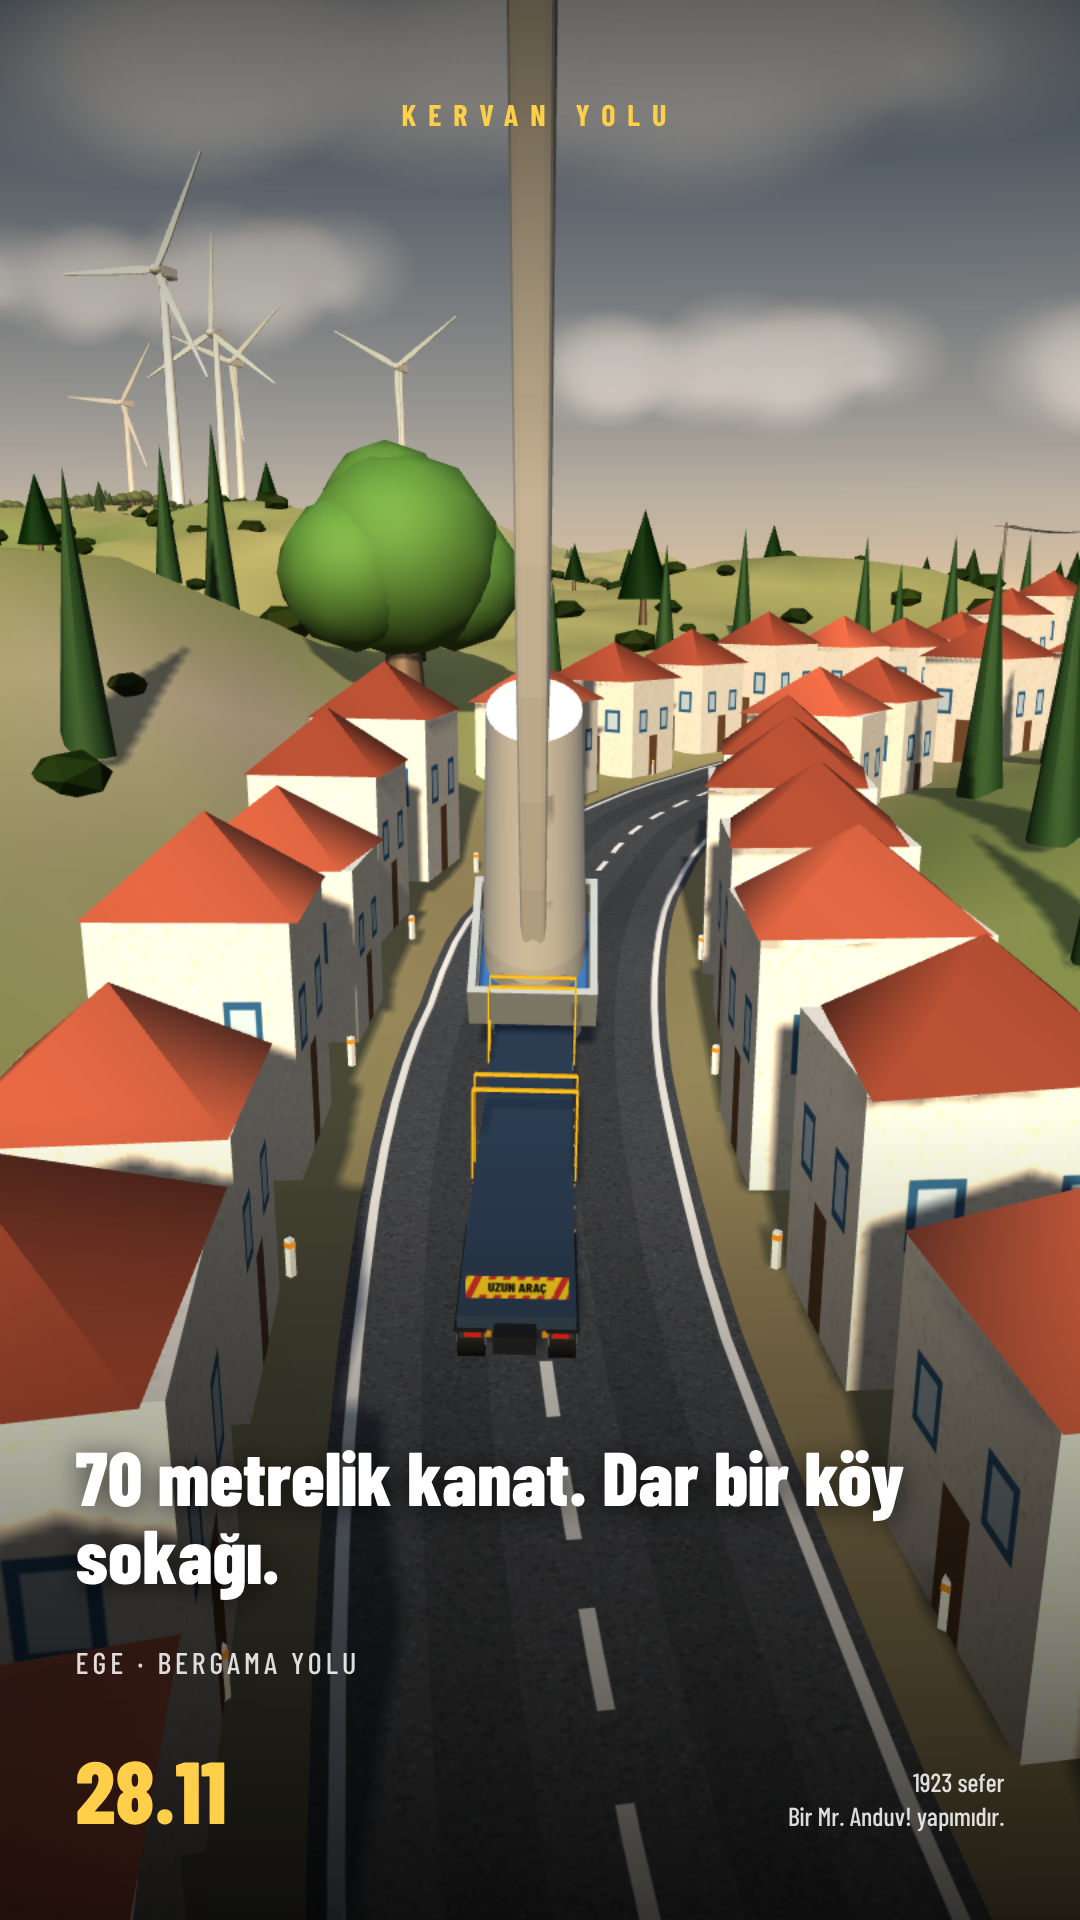 KERVAN YOLU
UZUN ARAÇ
70 metrelik kanat. Dar bir köy
sokağı.
EGE · BERGAMA YOLU
28.11
1923 sefer
Bir Mr. Anduv! yapımıdır.